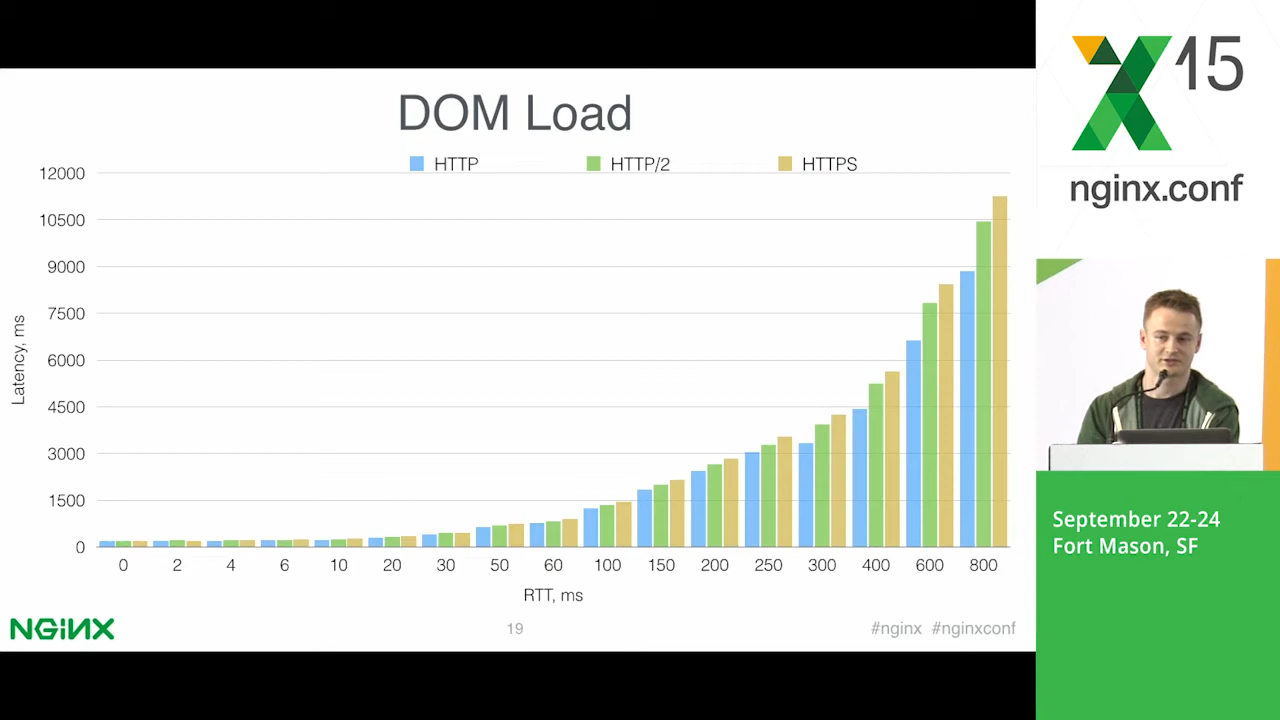 DOM Load
HTTP
HTTP/2
HTTPS
12000
10500
9000
7500
6000
4500
3000
1500
0
Latency, ms
0 2 4 6 10 20 30 50 60 100 150 200 250 300 400 600 800
RTT, ms
NGINX
19
#nginx #nginxconf
15
nginx.conf
September 22-24
Fort Mason, SF